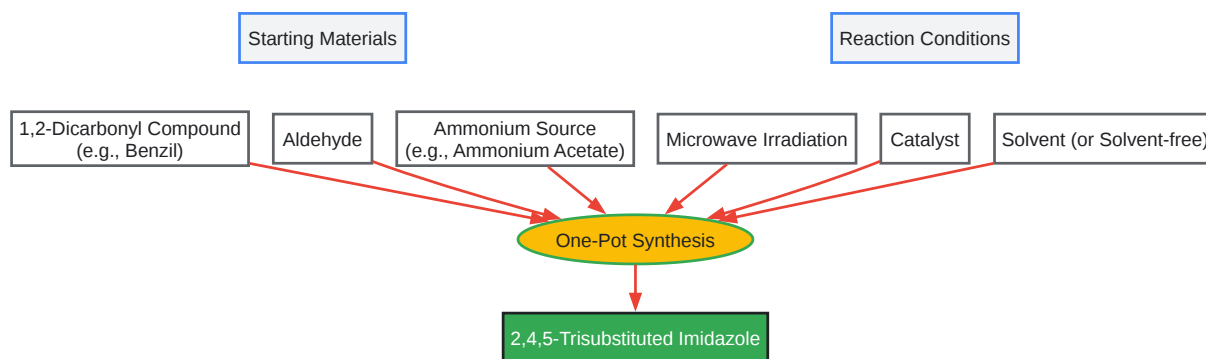 Starting Materials
Reaction Conditions
1,2-Dicarbonyl Compound
(e.g., Benzil)
Aldehyde
Ammonium Source
(e.g., Ammonium Acetate)
Microwave Irradiation
Catalyst
Solvent (or Solvent-free)
One-Pot Synthesis
2,4,5-Trisubstituted Imidazole